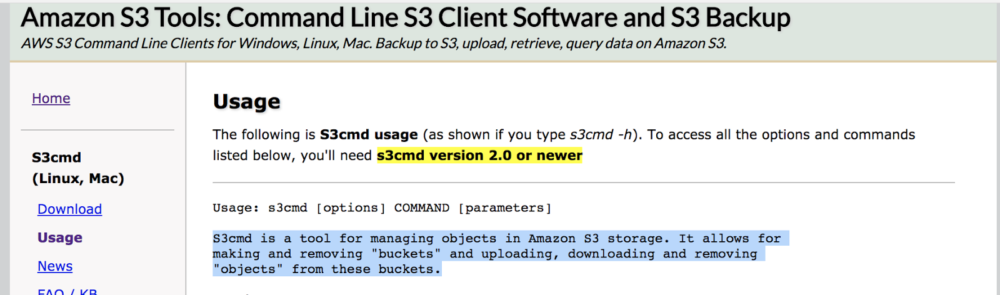 Amazon S3 Tools: Command Line S3 Client Software and S3 Backup
AWS S3 Command Line Clients for Windows, Linux, Mac. Backup to S3, upload, retrieve, query data on Amazon S3.
Home
S3cmd
(Linux, Mac)
Download
Usage
News
FAQ / KB
Usage
The following is S3cmd usage (as shown if you type s3cmd -h). To access all the options and commands
listed below, you'll need s3cmd version 2.0 or newer
Usage: s3cmd [options] COMMAND [parameters]
S3cmd is a tool for managing objects in Amazon S3 storage. It allows for
making and removing "buckets" and uploading, downloading and removing
"objects" from these buckets.